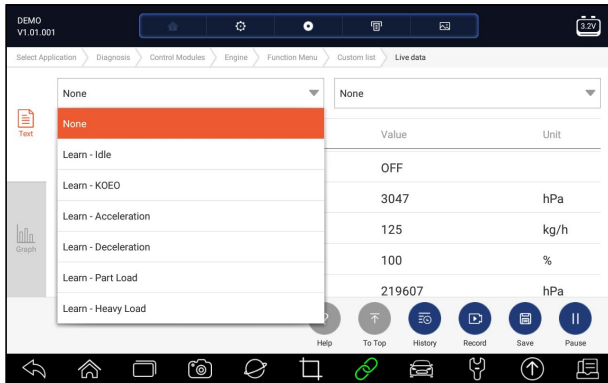 DEMO
V1.01.001
3.2V
Select Application Diagnosis Control Modules Engine Function Menu Custom list Live data
None None
None
Text
Value Unit
Learn - Idle
OFF
Learn - KOEO
3047 hPa
Learn - Acceleration
125 kg/h
Learn - Deceleration
Graph
100 %
Learn - Part Load
219607 hPa
Learn - Heavy Load
?
Help To Top History Record Save Pause